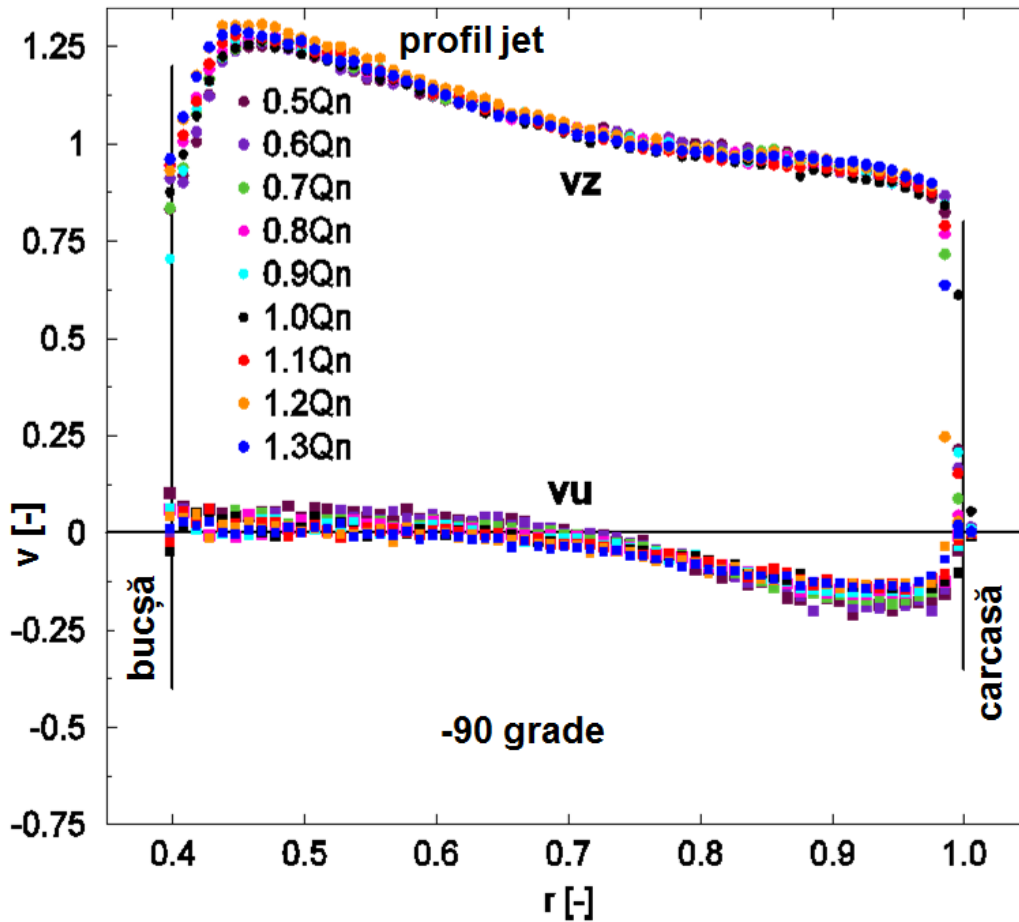 profil jet
1.25
1
0.75
0.5
0.25
0
-0.25
-0.5
-0.75
v [-]
0.5Qn
0.6Qn
0.7Qn
0.8Qn
0.9Qn
1.0Qn
1.1Qn
1.2Qn
1.3Qn
vz
vu
bucșă
carcasă
-90 grade
0.4
0.5
0.6
0.7
0.8
0.9
1.0
r [-]